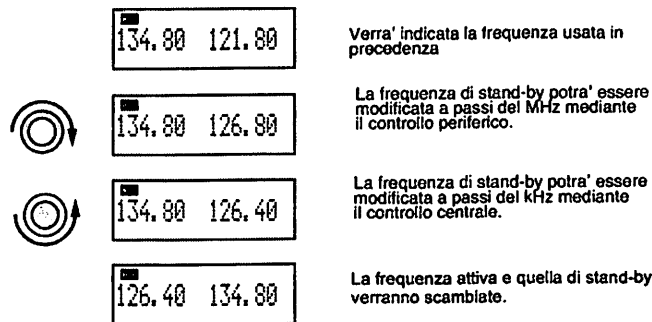 134.80 121.80
Verra' indicata la frequenza usata in
precedenza
134.80 126.80
La frequenza di stand-by potra' essere
modificata a passi del MHz mediante
il controllo periferico.
134.80 126.40
La frequenza di stand-by potra' essere
modificata a passi del kHz mediante
il controllo centrale.
126.40 134.80
La frequenza attiva e quella di stand-by
verranno scambiate.